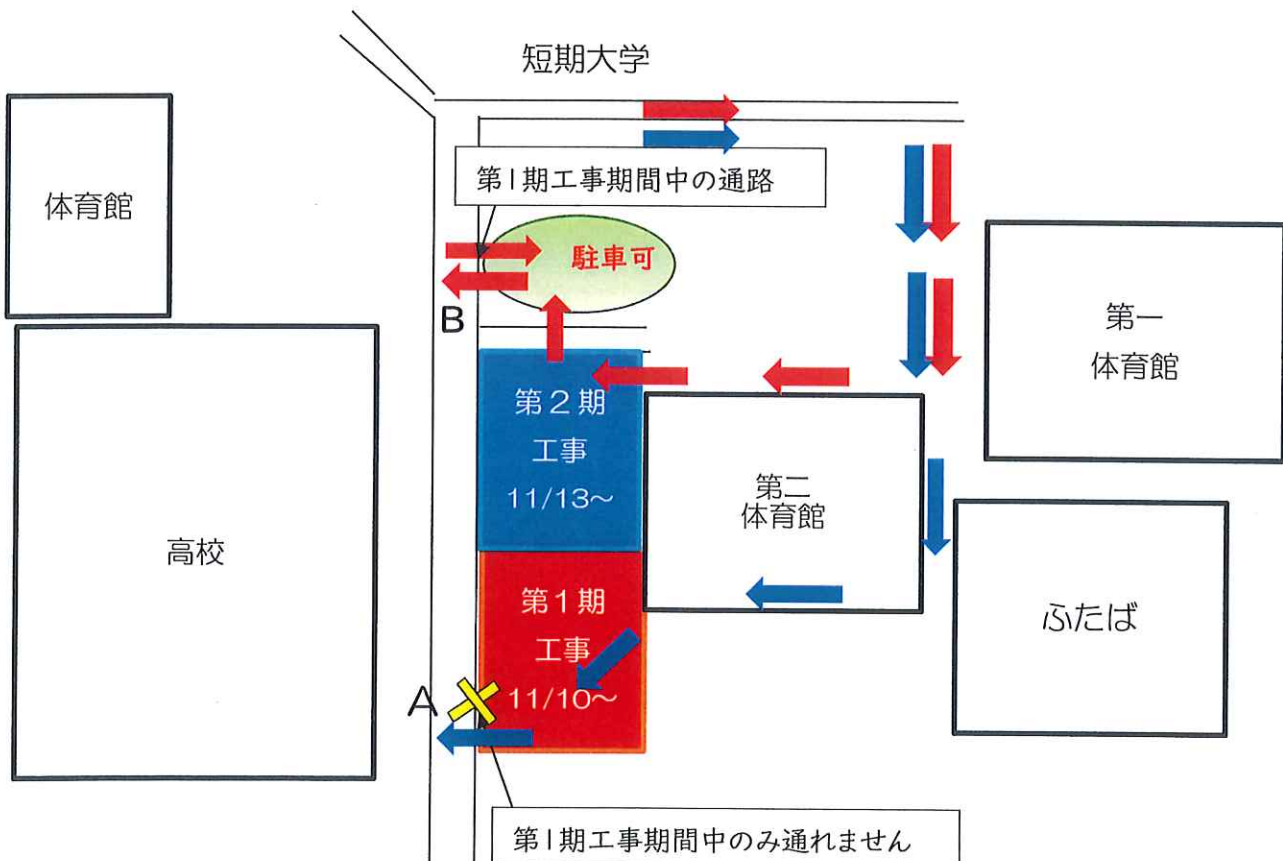 短期大学
第1期工事期間中の通路
体育館
駐車可
B
第一
体育館
第2期
工事
11/13～
第二
体育館
高校
第1期
工事
11/10～
ふたば
A
第1期工事期間中のみ通れません